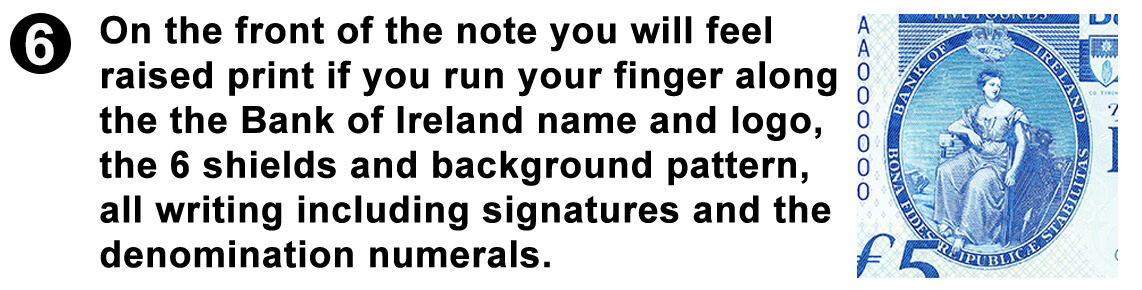 6
On the front of the note you will feel
raised print if you run your finger along
the the Bank of Ireland name and logo,
the 6 shields and background pattern,
all writing including signatures and the
denomination numerals.
FIVE POUNDS
AA000000
BANK OF IRELAND
BONA FIDES REIPUBLICÆ STABILITAS
£5